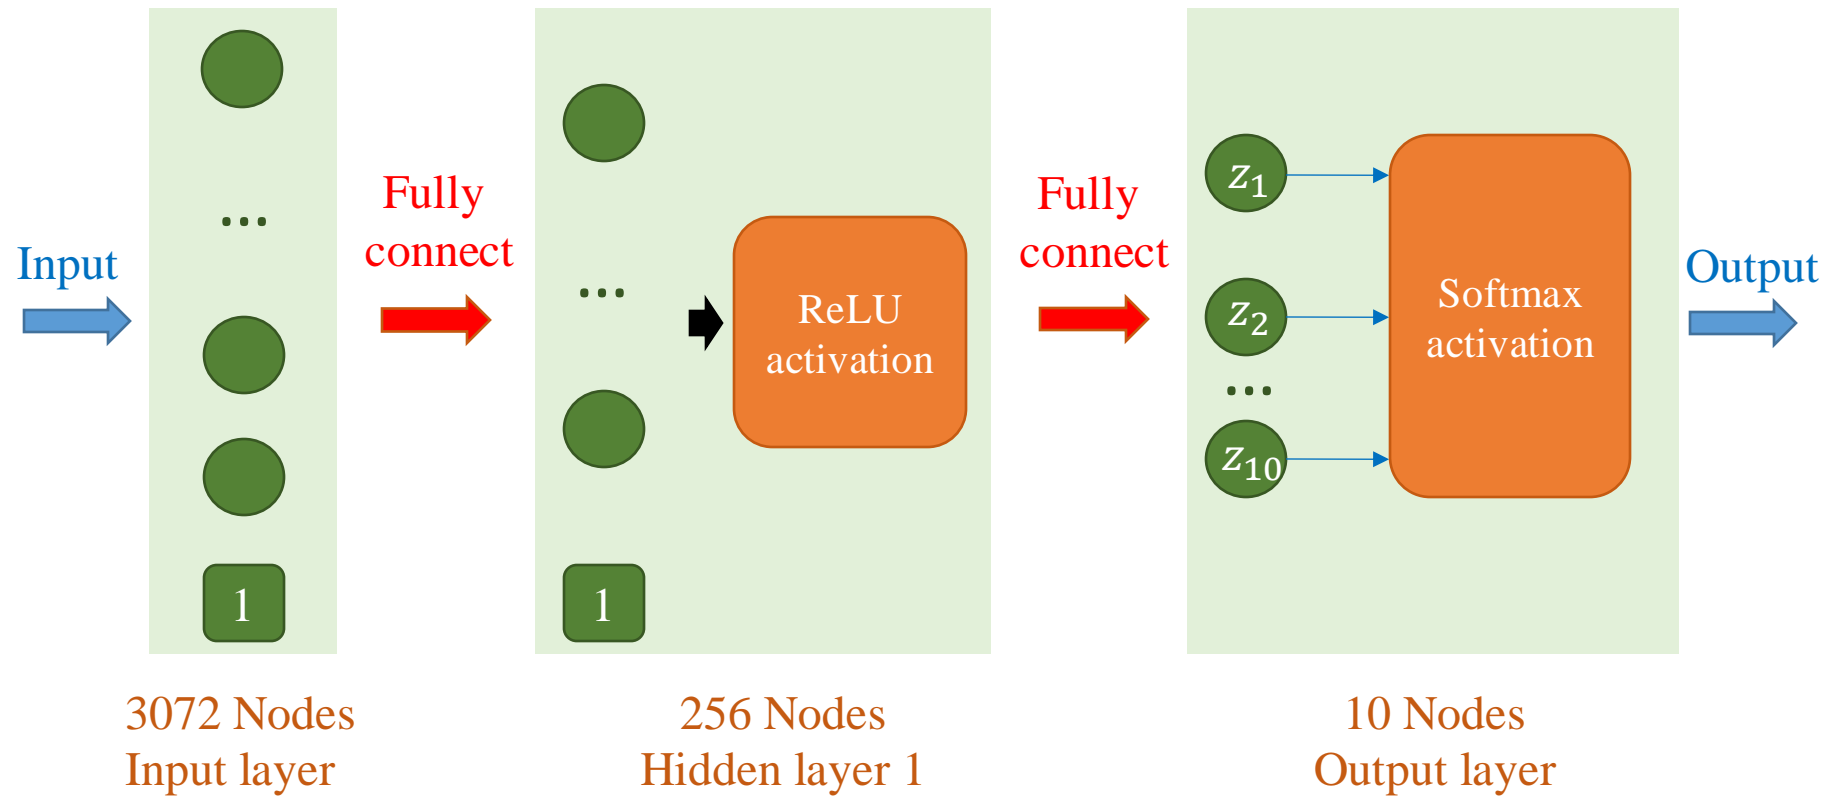 Input
...
1
3072 Nodes
Input layer
Fully
connect
...
1
ReLU
activation
256 Nodes
Hidden layer 1
Fully
connect
z₁
z₂
...
z₁₀
Softmax
activation
10 Nodes
Output layer
Output